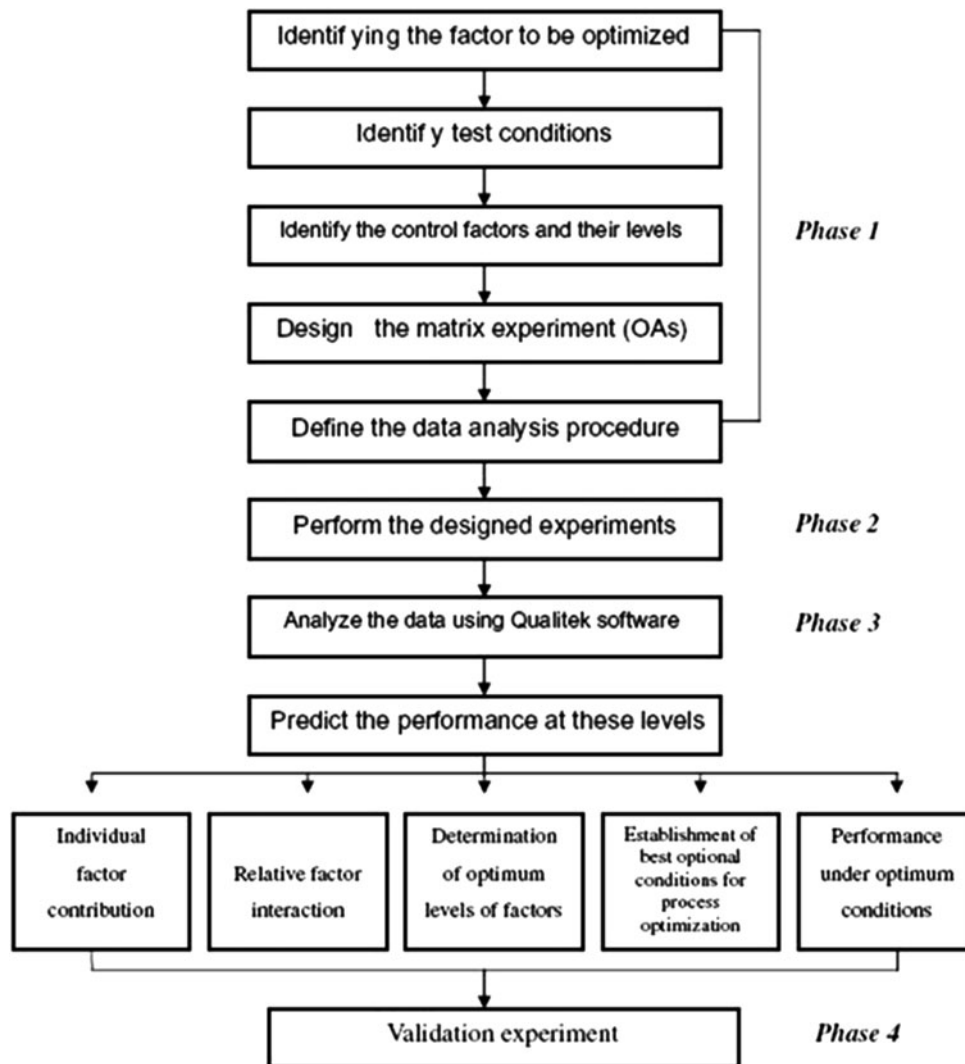 Identifying the factor to be optimized
Identify test conditions
Identify the control factors and their levels
Phase 1
Design the matrix experiment (OAs)
Define the data analysis procedure
Perform the designed experiments
Phase 2
Analyze the data using Qualitek software
Phase 3
Predict the performance at these levels
Individual
factor
contribution
Relative factor
interaction
Determination
of optimum
levels of factors
Establishment of
best optional
conditions for
process
optimization
Performance
under optimum
conditions
Validation experiment
Phase 4